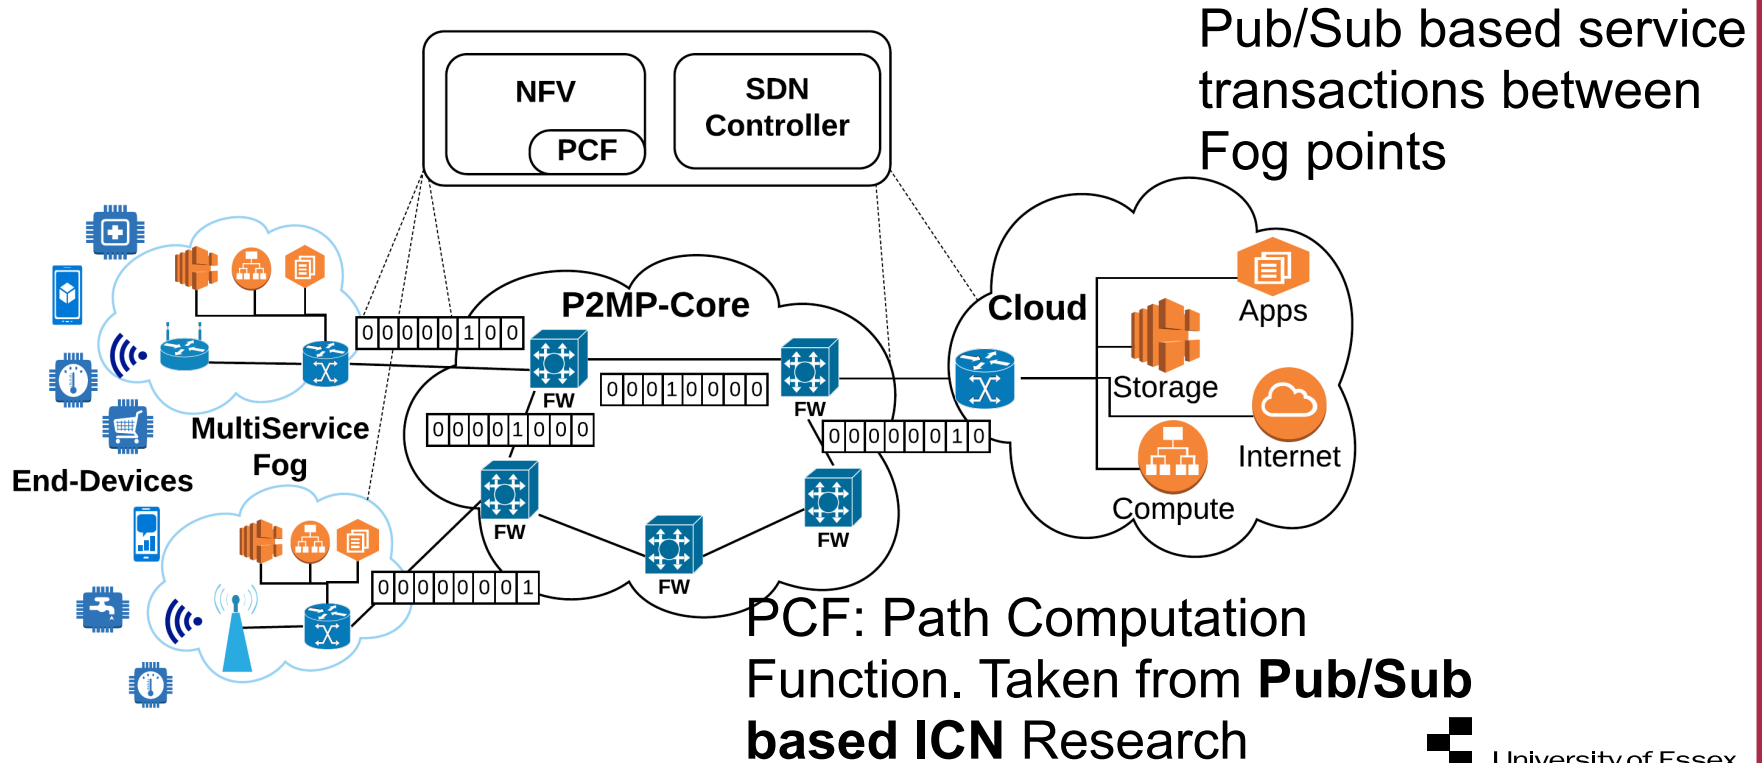 Pub/Sub based service
transactions between
Fog points
NFV
PCF
SDN
Controller
P2MP-Core
Cloud
Apps
Storage
Internet
Compute
0 0 0 0 0 1 0 0
0 0 0 1 0 0 0 0
0 0 0 0 1 0 0 0
0 0 0 0 0 0 1 0
0 0 0 0 0 0 0 1
FW
FW
FW
FW
FW
MultiService
Fog
End-Devices
PCF: Path Computation
Function. Taken from Pub/Sub
based ICN Research
University of Essex